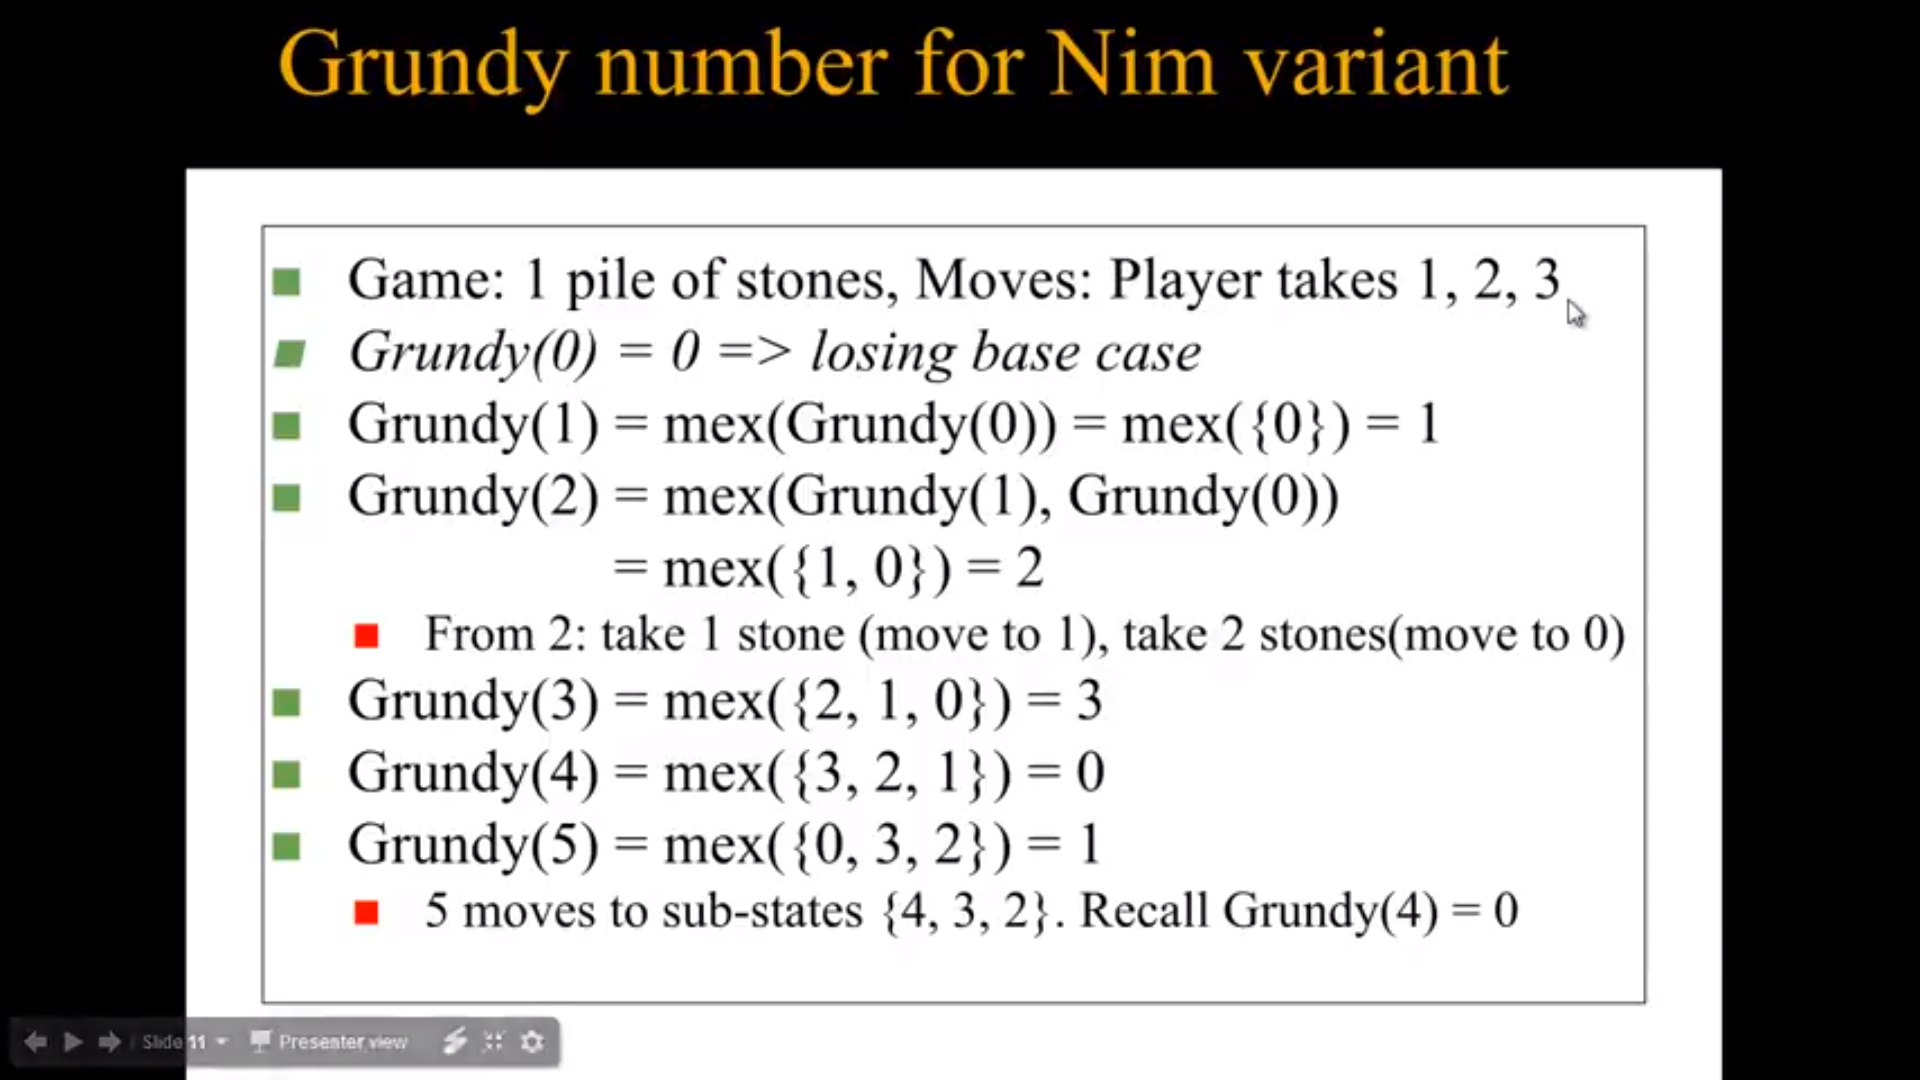 Grundy number for Nim variant
Game: 1 pile of stones, Moves: Player takes 1, 2, 3
Grundy(0) = 0 => losing base case
Grundy(1) = mex(Grundy(0)) = mex({0}) = 1
Grundy(2) = mex(Grundy(1), Grundy(0))
= mex({1, 0}) = 2
From 2: take 1 stone (move to 1), take 2 stones(move to 0)
Grundy(3) = mex({2, 1, 0}) = 3
Grundy(4) = mex({3, 2, 1}) = 0
Grundy(5) = mex({0, 3, 2}) = 1
5 moves to sub-states {4, 3, 2}. Recall Grundy(4) = 0
Slide 11 Presenter view